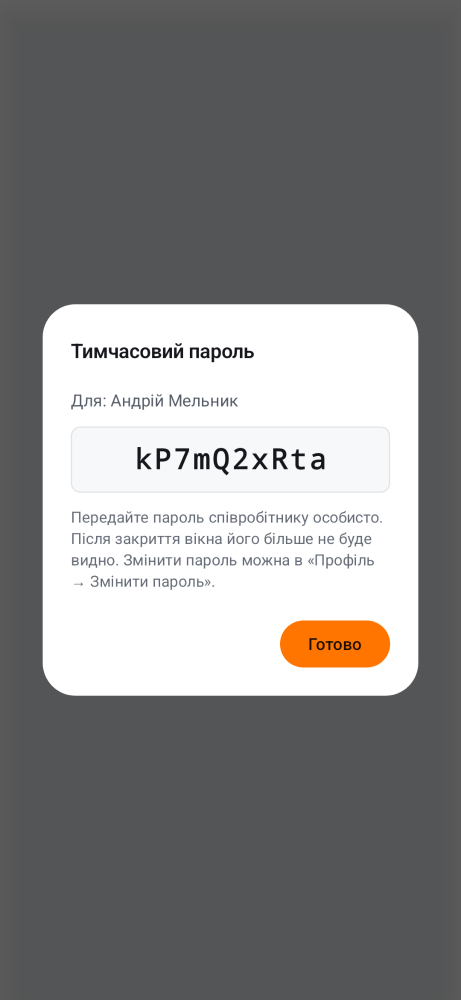 Тимчасовий пароль
Для: Андрій Мельник
kP7mQ2xRta
Передайте пароль співробітнику особисто.
Після закриття вікна його більше не буде
видно. Змінити пароль можна в «Профіль
→ Змінити пароль».
Готово